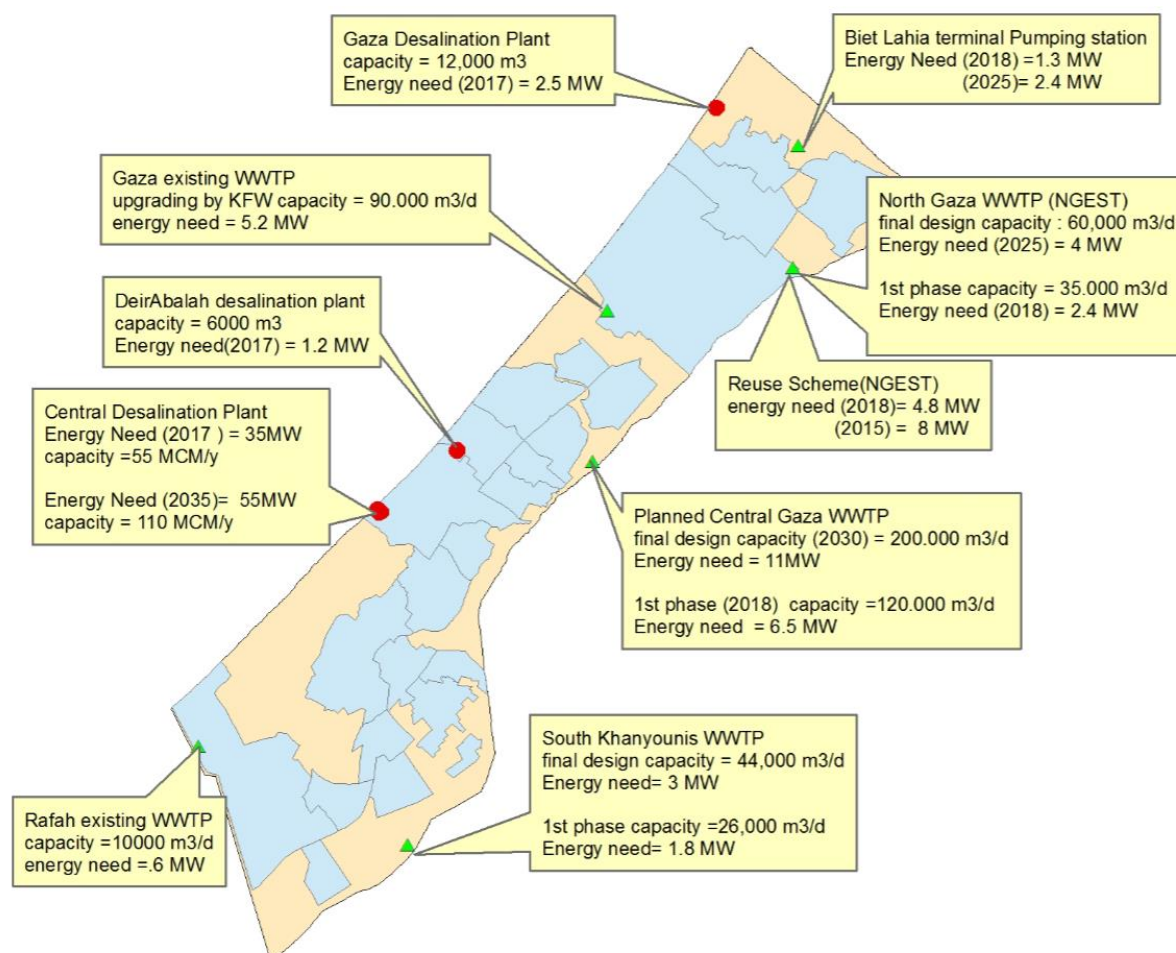 Gaza Desalination Plant
capacity = 12,000 m3
Energy need (2017) = 2.5 MW
Biet Lahia terminal Pumping station
Energy Need (2018) =1.3 MW
(2025)= 2.4 MW
Gaza existing WWTP
upgrading by KFW capacity = 90.000 m3/d
energy need = 5.2 MW
North Gaza WWTP (NGEST)
final design capacity : 60,000 m3/d
Energy need (2025) = 4 MW
1st phase capacity = 35.000 m3/d
Energy need (2018) = 2.4 MW
DeirAbalah desalination plant
capacity = 6000 m3
Energy need(2017) = 1.2 MW
Reuse Scheme(NGEST)
energy need (2018)= 4.8 MW
(2015) = 8 MW
Central Desalination Plant
Energy Need (2017 ) = 35MW
capacity =55 MCM/y
Energy Need (2035)= 55MW
capacity = 110 MCM/y
Planned Central Gaza WWTP
final design capacity (2030) = 200.000 m3/d
Energy need = 11MW
1st phase (2018) capacity =120.000 m3/d
Energy need = 6.5 MW
South Khanyounis WWTP
final design capacity = 44,000 m3/d
Energy need= 3 MW
1st phase capacity =26,000 m3/d
Energy need= 1.8 MW
Rafah existing WWTP
capacity =10000 m3/d
energy need =.6 MW